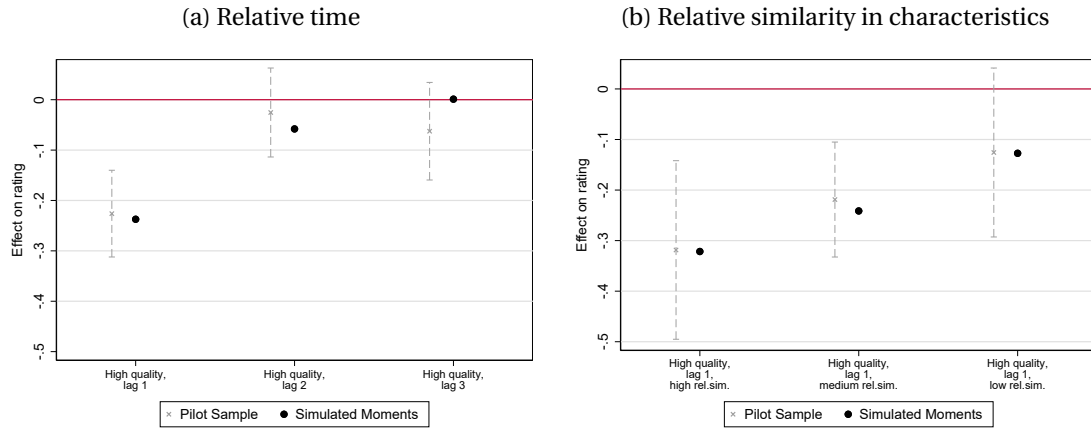 (a) Relative time
Effect on rating
0
-.1
-.2
-.3
-.4
-.5
High quality,
lag 1
High quality,
lag 2
High quality,
lag 3
Pilot Sample
Simulated Moments
(b) Relative similarity in characteristics
Effect on rating
0
-.1
-.2
-.3
-.4
-.5
High quality,
lag 1,
high rel.sim.
High quality,
lag 1,
medium rel.sim.
High quality,
lag 1,
low rel.sim.
Pilot Sample
Simulated Moments